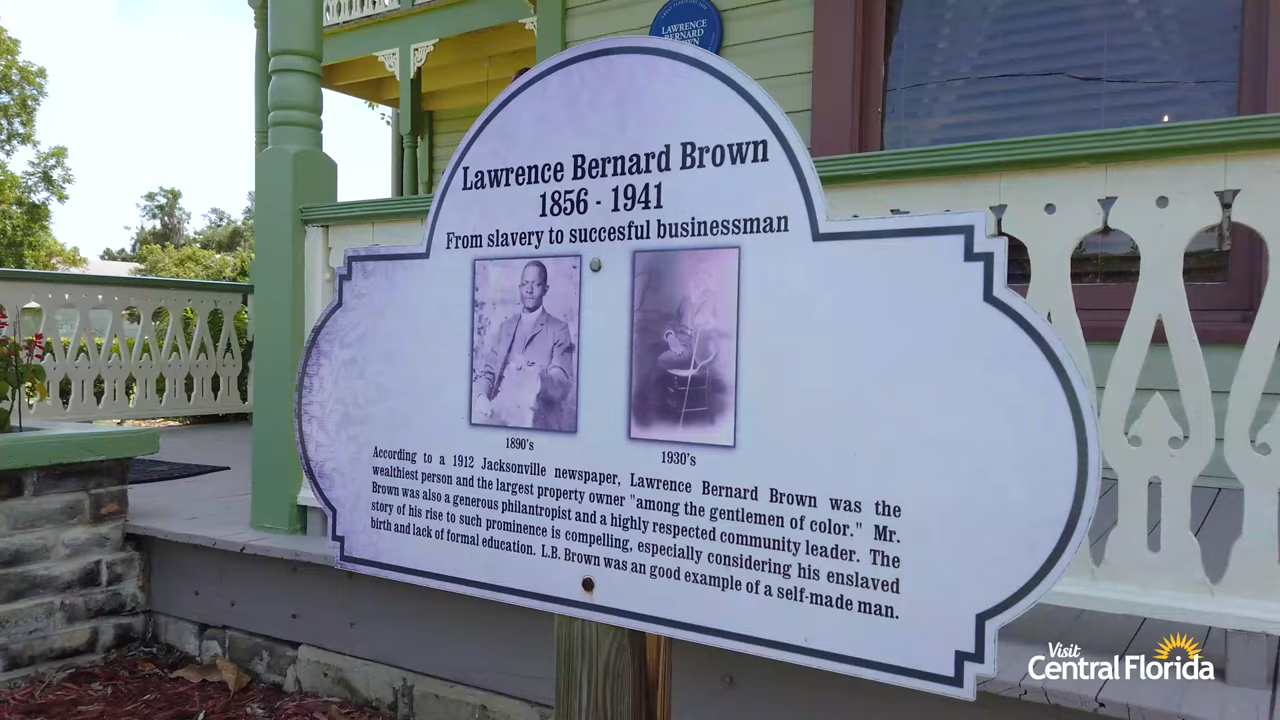 LAWRENCE
BERNARD
Lawrence Bernard Brown
1856 - 1941
From slavery to succesful businessman
1890's
1930's
According to a 1912 Jacksonville newspaper, Lawrence Bernard Brown was the
wealthiest person and the largest property owner "among the gentlemen of color." Mr.
Brown was also a generous philantropist and a highly respected community leader. The
story of his rise to such prominence is compelling, especially considering his enslaved
birth and lack of formal education. L.B. Brown was an good example of a self-made man.
Visit
Central Florida